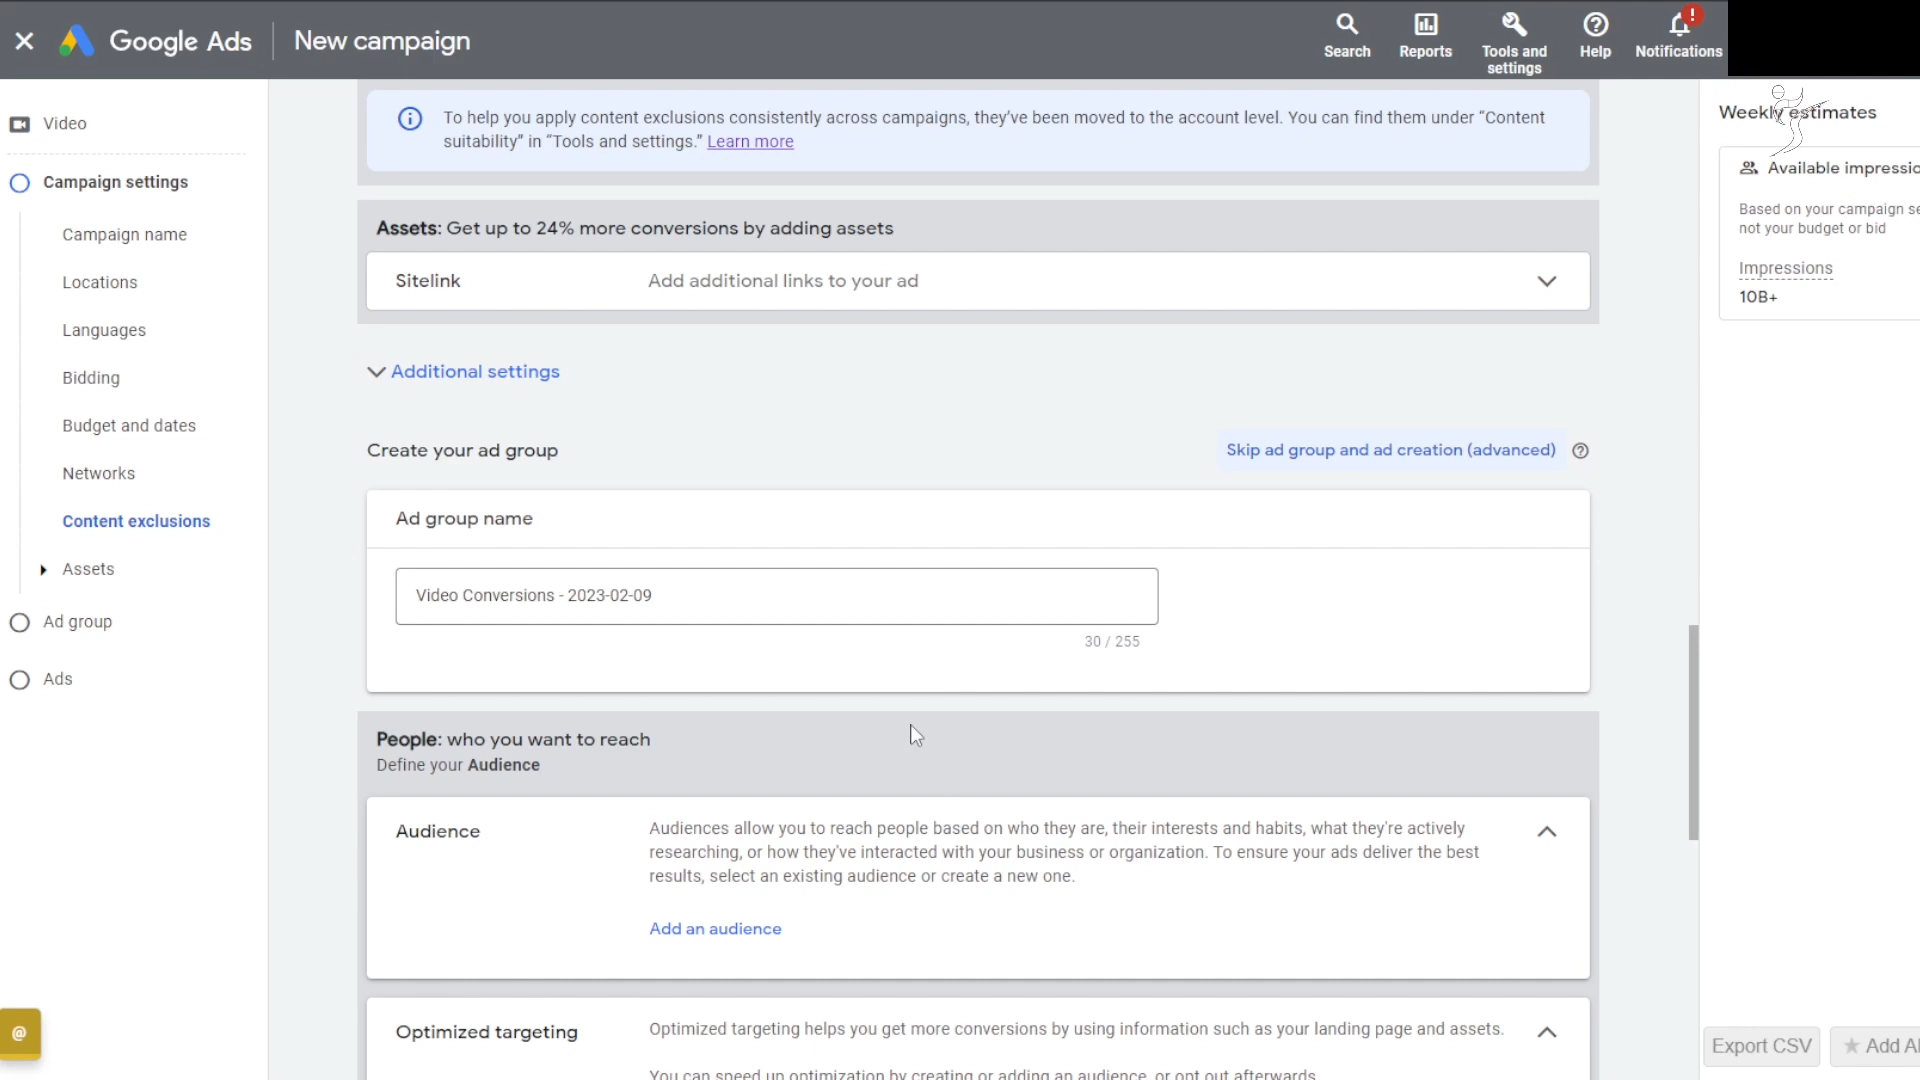 Google Ads
New campaign
Search
Reports
Tools and
settings
Help
!
Notifications
Video
Campaign settings
Campaign name
Locations
Languages
Bidding
Budget and dates
Networks
Content exclusions
Assets
Ad group
Ads
@
To help you apply content exclusions consistently across campaigns, they've been moved to the account level. You can find them under “Content
suitability” in “Tools and settings.” Learn more
Assets: Get up to 24% more conversions by adding assets
Sitelink
Add additional links to your ad
Additional settings
Create your ad group
Skip ad group and ad creation (advanced)
Ad group name
Video Conversions - 2023-02-09
30 / 255
People: who you want to reach
Define your Audience
Audience
Audiences allow you to reach people based on who they are, their interests and habits, what they're actively
researching, or how they've interacted with your business or organization. To ensure your ads deliver the best
results, select an existing audience or create a new one.
Add an audience
Optimized targeting
Optimized targeting helps you get more conversions by using information such as your landing page and assets.
You can speed up optimization by creating or adding an audience, or opt out afterwards
Weekly estimates
Available impressio
Based on your campaign se
not your budget or bid
Impressions
10B+
Export CSV
Add Al